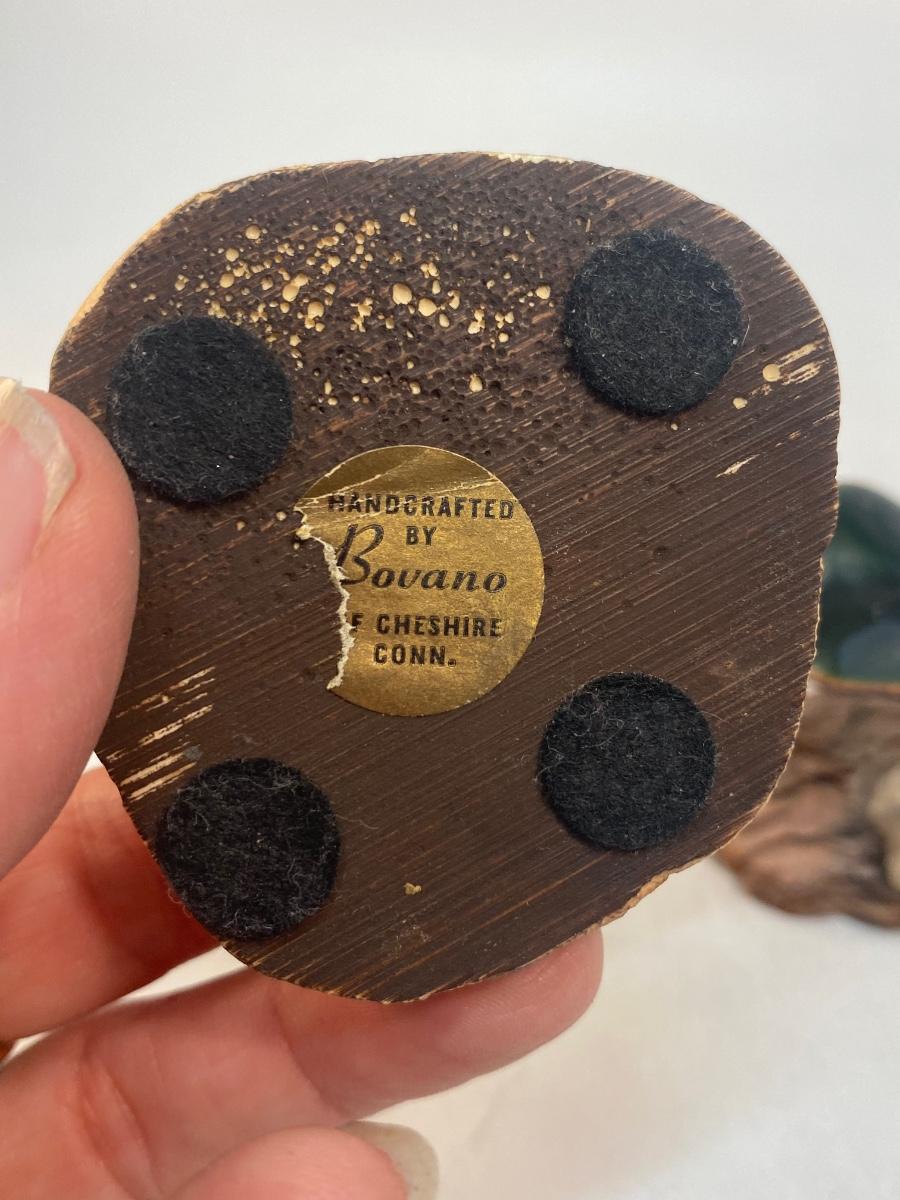 HANDCRAFTED
BY
Bovano
F CHESHIRE
CONN.